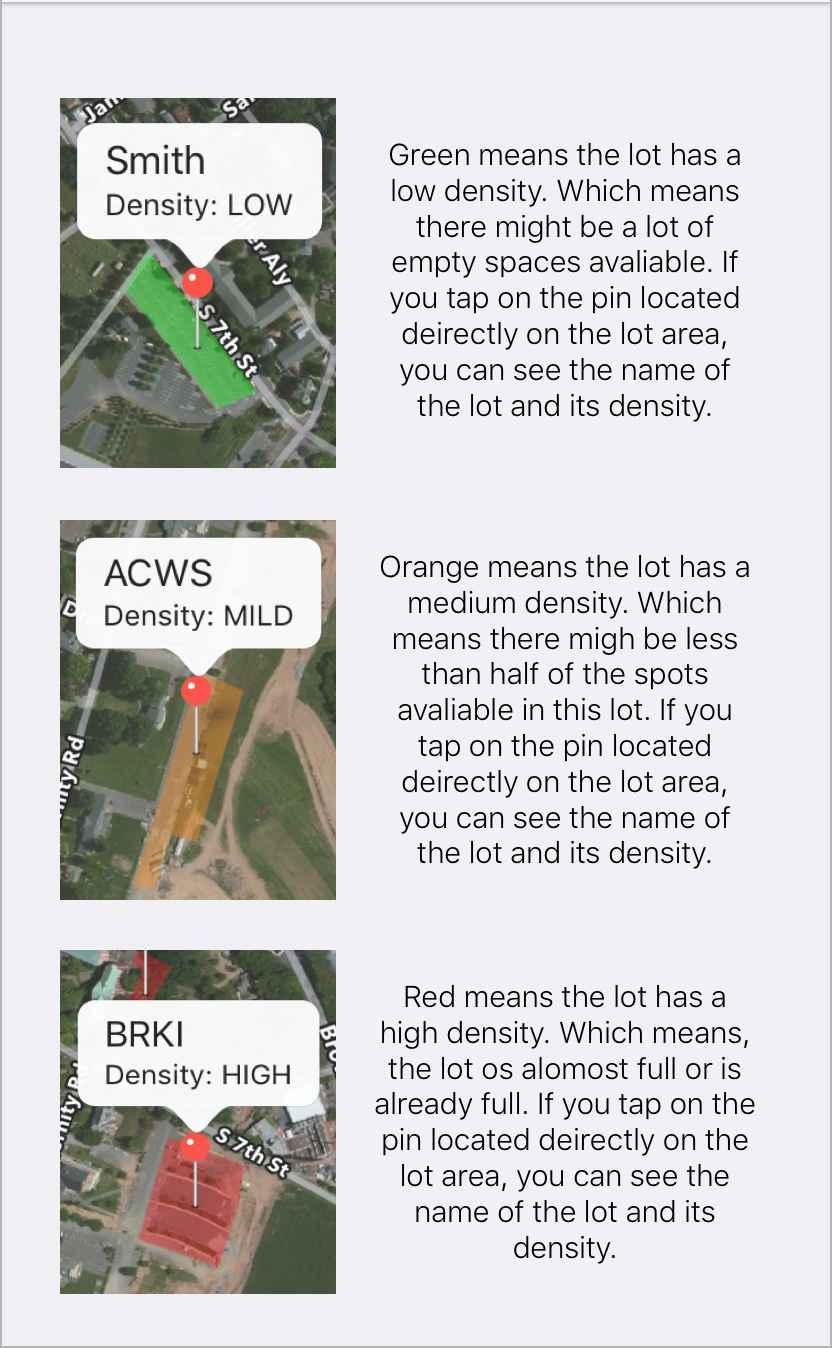 Smith
Density: LOW
S 7th St
Green means the lot has a
low density. Which means
there might be a lot of
empty spaces avaliable. If
you tap on the pin located
deirectly on the lot area,
you can see the name of
the lot and its density.
ACWS
Density: MILD
Orange means the lot has a
medium density. Which
means there migh be less
than half of the spots
avaliable in this lot. If you
tap on the pin located
deirectly on the lot area,
you can see the name of
the lot and its density.
BRKI
Density: HIGH
S 7th St
Red means the lot has a
high density. Which means,
the lot os alomost full or is
already full. If you tap on the
pin located deirectly on the
lot area, you can see the
name of the lot and its
density.